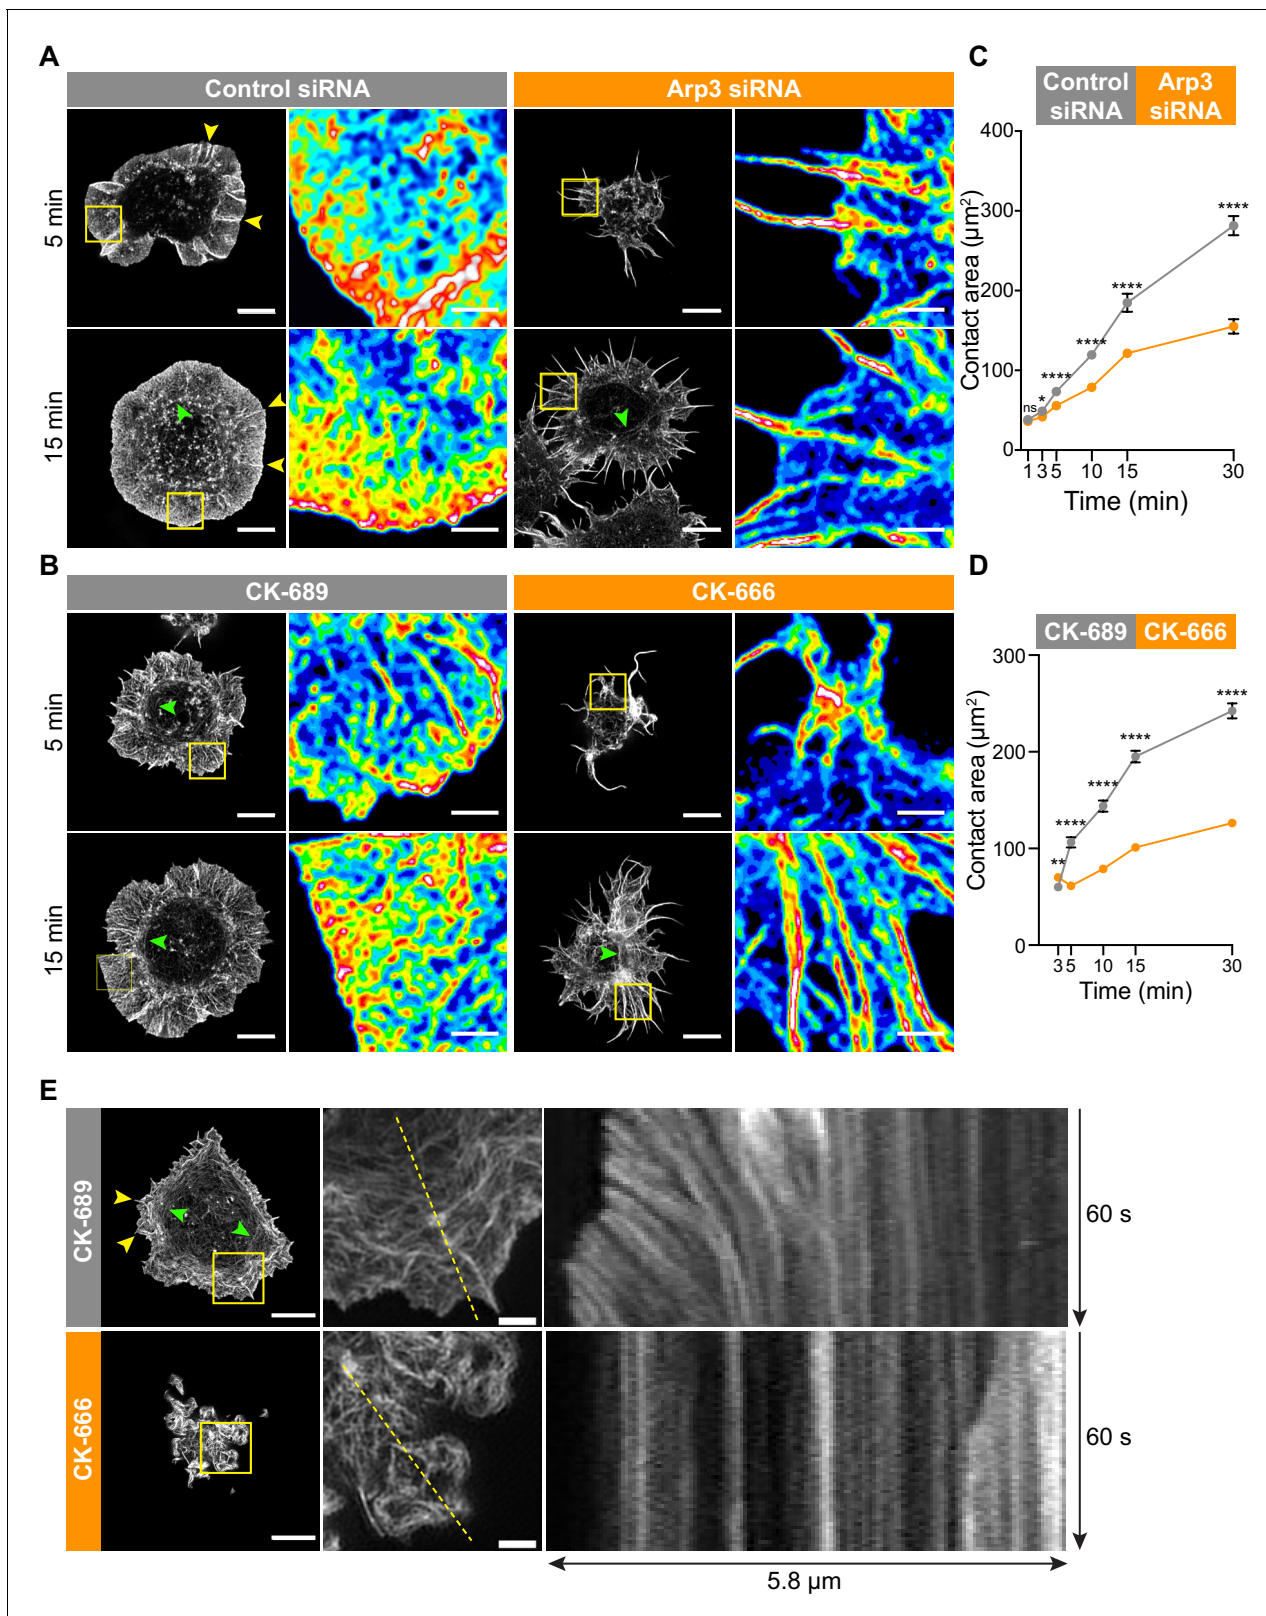 A
Control siRNA
Arp3 siRNA
5 min
15 min
B
CK-689
CK-666
5 min
15 min
C
Control siRNA
Arp3 siRNA
Contact area (µm²)
400
300
200
100
0
ns
*
****
****
****
****
1 3 5 10 15 30
Time (min)
D
CK-689 CK-666
Contact area (µm²)
300
200
100
0
**
****
****
****
****
3 5 10 15 30
Time (min)
E
CK-689
60 s
CK-666
60 s
5.8 µm